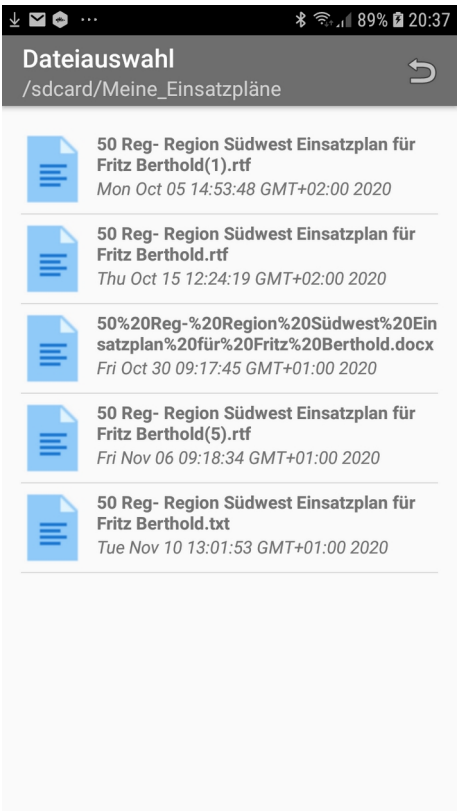 89% 20:37
Dateiauswahl
/sdcard/Meine_Einsatzpläne
50 Reg- Region Südwest Einsatzplan für
Fritz Berthold(1).rtf
Mon Oct 05 14:53:48 GMT+02:00 2020
50 Reg- Region Südwest Einsatzplan für
Fritz Berthold.rtf
Thu Oct 15 12:24:19 GMT+02:00 2020
50%20Reg-%20Region%20Südwest%20Ein
satzplan%20für%20Fritz%20Berthold.docx
Fri Oct 30 09:17:45 GMT+01:00 2020
50 Reg- Region Südwest Einsatzplan für
Fritz Berthold(5).rtf
Fri Nov 06 09:18:34 GMT+01:00 2020
50 Reg- Region Südwest Einsatzplan für
Fritz Berthold.txt
Tue Nov 10 13:01:53 GMT+01:00 2020